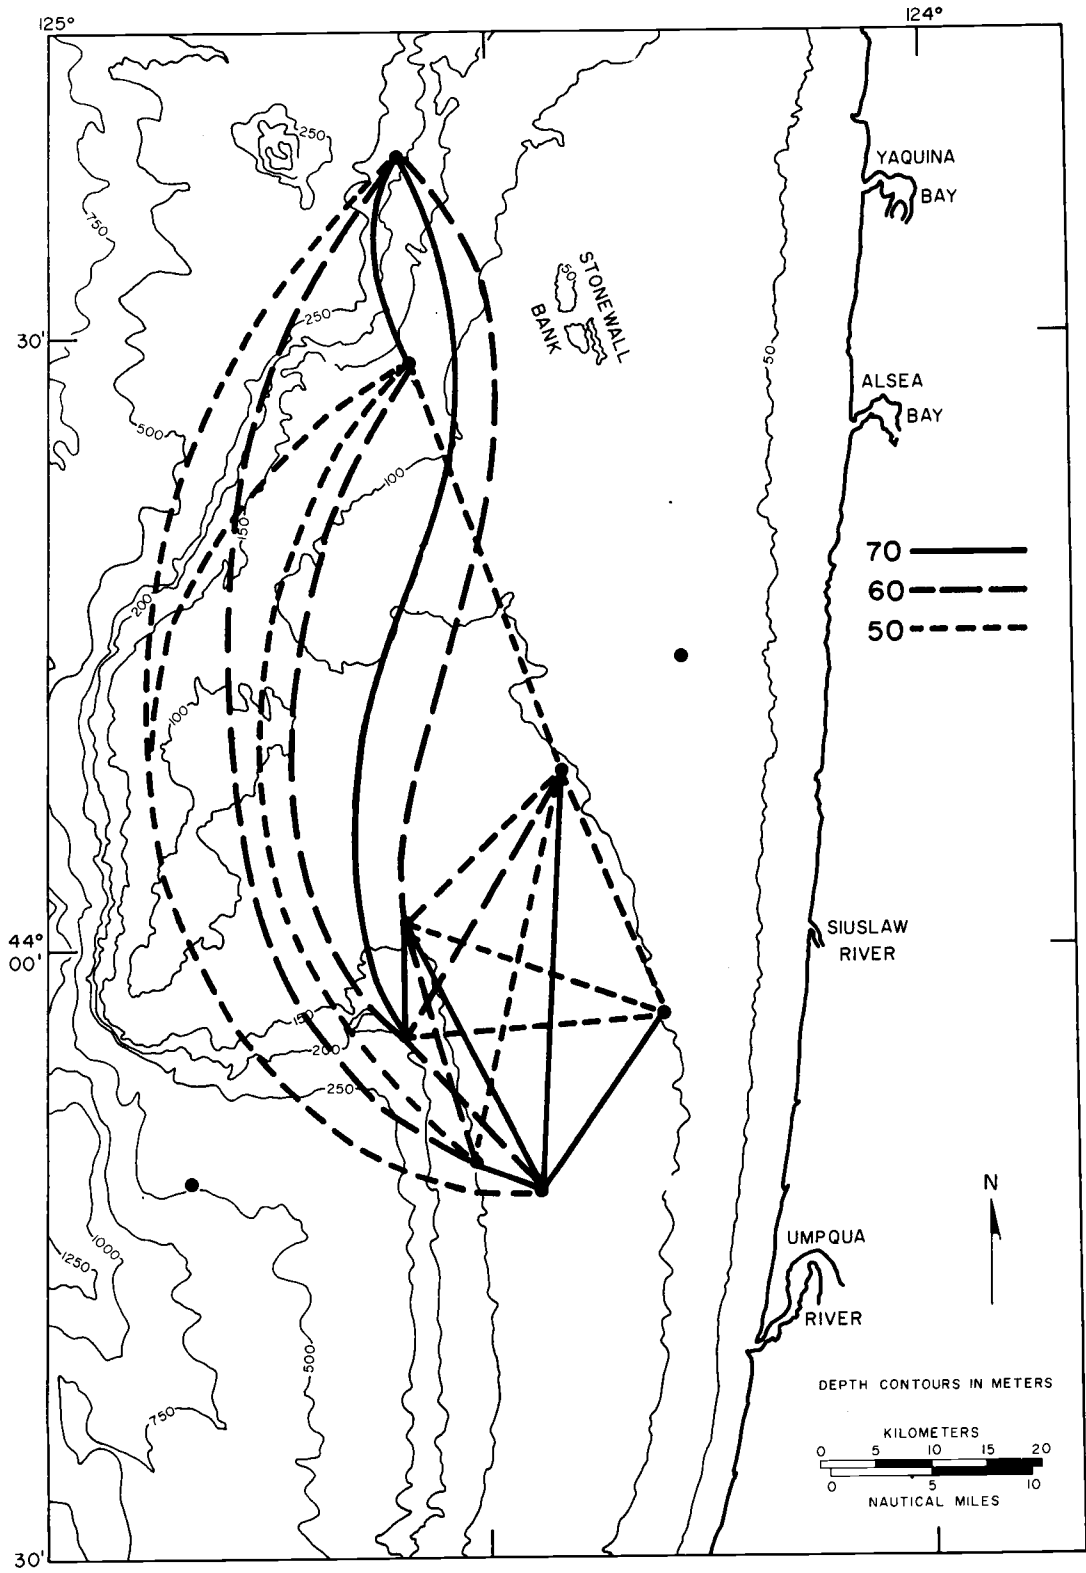 125°
124°
250
YAQUINA
BAY
750
STONEWALL
BANK
50
250
30'
50
ALSEA
BAY
500
100
150
70
60
50
200
100
SIUSLAW
RIVER
44°
00'
150
200
250
N
1000
1250
UMPQUA
RIVER
500
750
DEPTH CONTOURS IN METERS
KILOMETERS
0 5 10 15 20
0 5 10
NAUTICAL MILES
30'